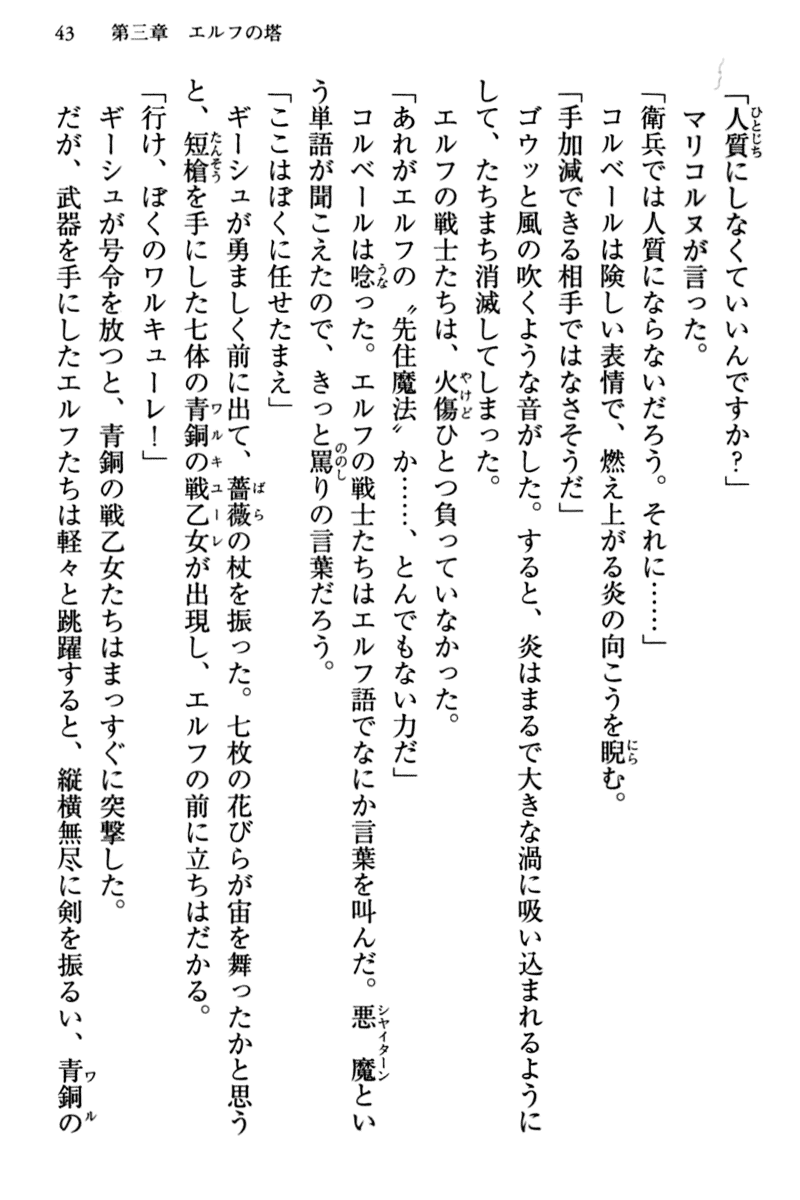 43 第三章 エルフの塔
「人質にしなくていいんですか？」
マリコルヌが言った。
「衛兵では人質にならないだろう。それに……」
コルベールは険しい表情で、燃え上がる炎の向こうを睨む。
「手加減できる相手ではなさそうだ」
ゴウッと風の吹くような音がした。すると、炎はまるで大きな渦に吸い込まれるように
して、たちまち消滅してしまった。
エルフの戦士たちは、火傷ひとつ負っていなかった。
「あれがエルフの〝先住魔法〟か……、とんでもない力だ」
コルベールは唸った。エルフの戦士たちはエルフ語でなにか言葉を叫んだ。悪魔とい
う単語が聞こえたので、きっと罵りの言葉だろう。
「ここはぼくに任せたまえ」
ギーシュが勇ましく前に出て、薔薇の杖を振った。七枚の花びらが宙を舞ったかと思う
と、短槍を手にした七体の青銅の戦乙女が出現し、エルフの前に立ちはだかる。
「行け、ぼくのワルキューレ！」
ギーシュが号令を放つと、青銅の戦乙女たちはまっすぐに突撃した。
だが、武器を手にしたエルフたちは軽々と跳躍すると、縦横無尽に剣を振るい、青銅の